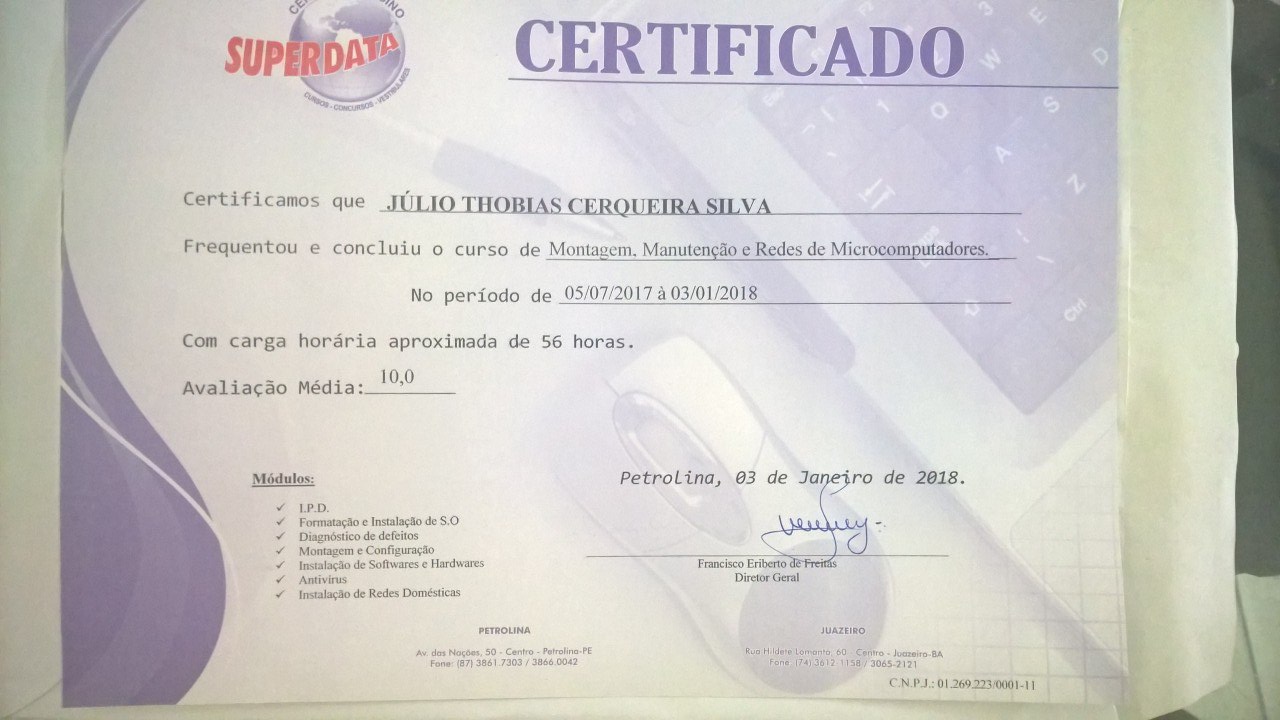 SUPERDATA
CURSOS - CONCURSOS - VESTIBULARES
CERTIFICADO
Certificamos que JÚLIO THOBIAS CERQUEIRA SILVA
Frequentou e concluiu o curso de Montagem, Manutenção e Redes de Microcomputadores.
No período de 05/07/2017 à 03/01/2018
Com carga horária aproximada de 56 horas.
Avaliação Média: 10,0
Petrolina, 03 de Janeiro de 2018.
Módulos:
✓ I.P.D.
✓ Formatação e Instalação de S.O
✓ Diagnóstico de defeitos
✓ Montagem e Configuração
✓ Instalação de Softwares e Hardwares
✓ Antivírus
✓ Instalação de Redes Domésticas
Francisco Eriberto de Freitas
Diretor Geral
PETROLINA
Av. das Nações, 50 - Centro - Petrolina-PE
Fone: (87) 3861.7303 / 3866.0042
JUAZEIRO
Rua Hildete Lomanto, 60 - Centro - Juazeiro-BA
Fone: (74) 3612-1158 / 3065-2121
C.N.P.J.: 01.269.223/0001-11